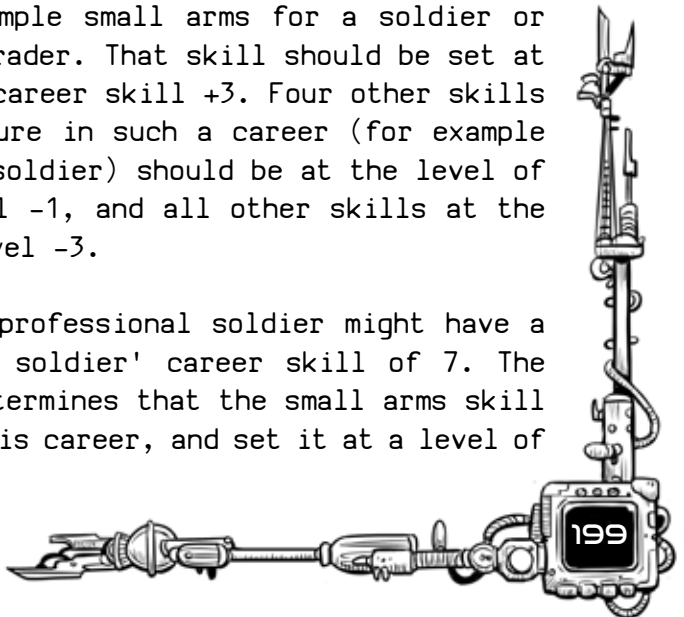 mple small arms for a soldier or
rader. That skill should be set at
career skill +3. Four other skills
ure in such a career (for example
soldier) should be at the level of
l -1, and all other skills at the
vel -3.
professional soldier might have a
soldier' career skill of 7. The
termines that the small arms skill
is career, and set it at a level of
199